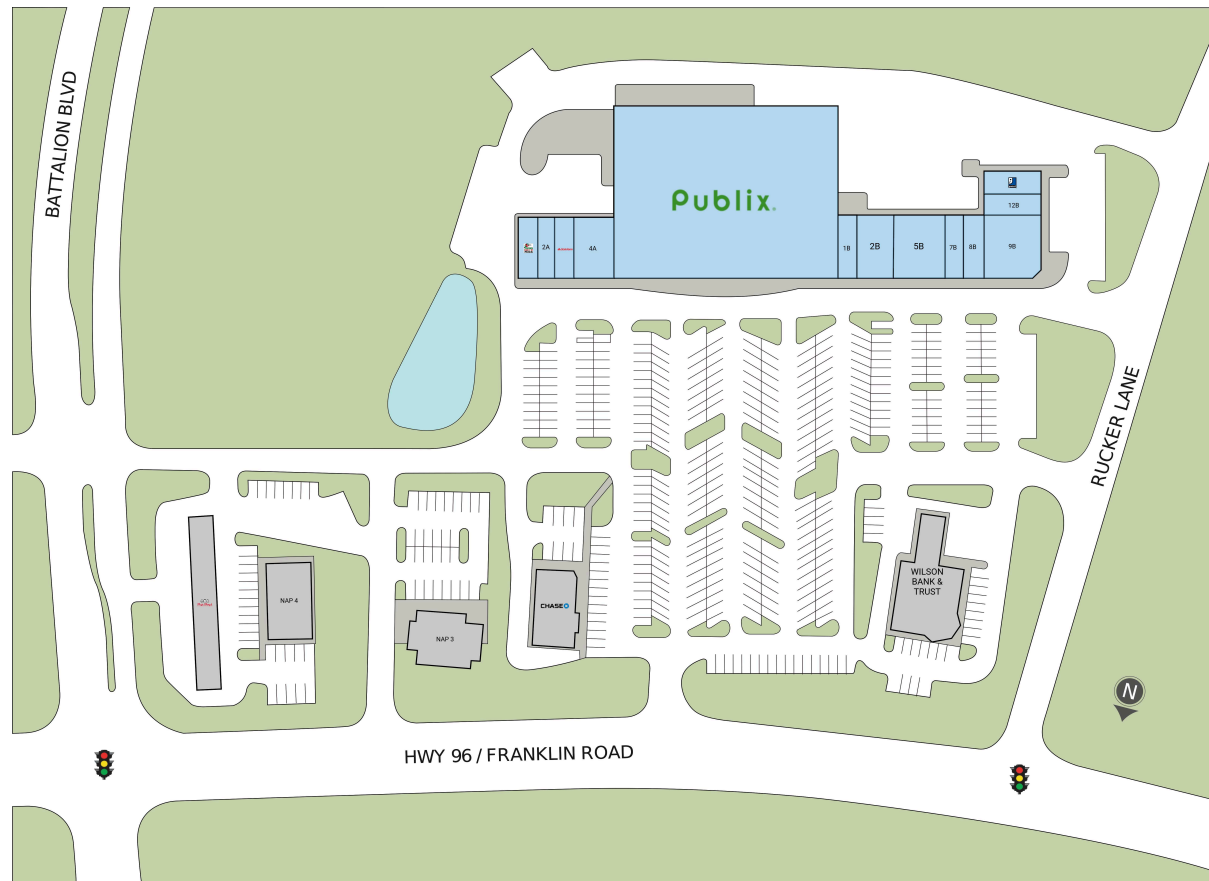 BATTALION BLVD
Publix.
12B
2A
4A
1B
2B
5B
7B
8B
9B
RUCKER LANE
WILSON
BANK &
TRUST
NAP 4
CHASE
NAP 3
N
HWY 96 / FRANKLIN ROAD